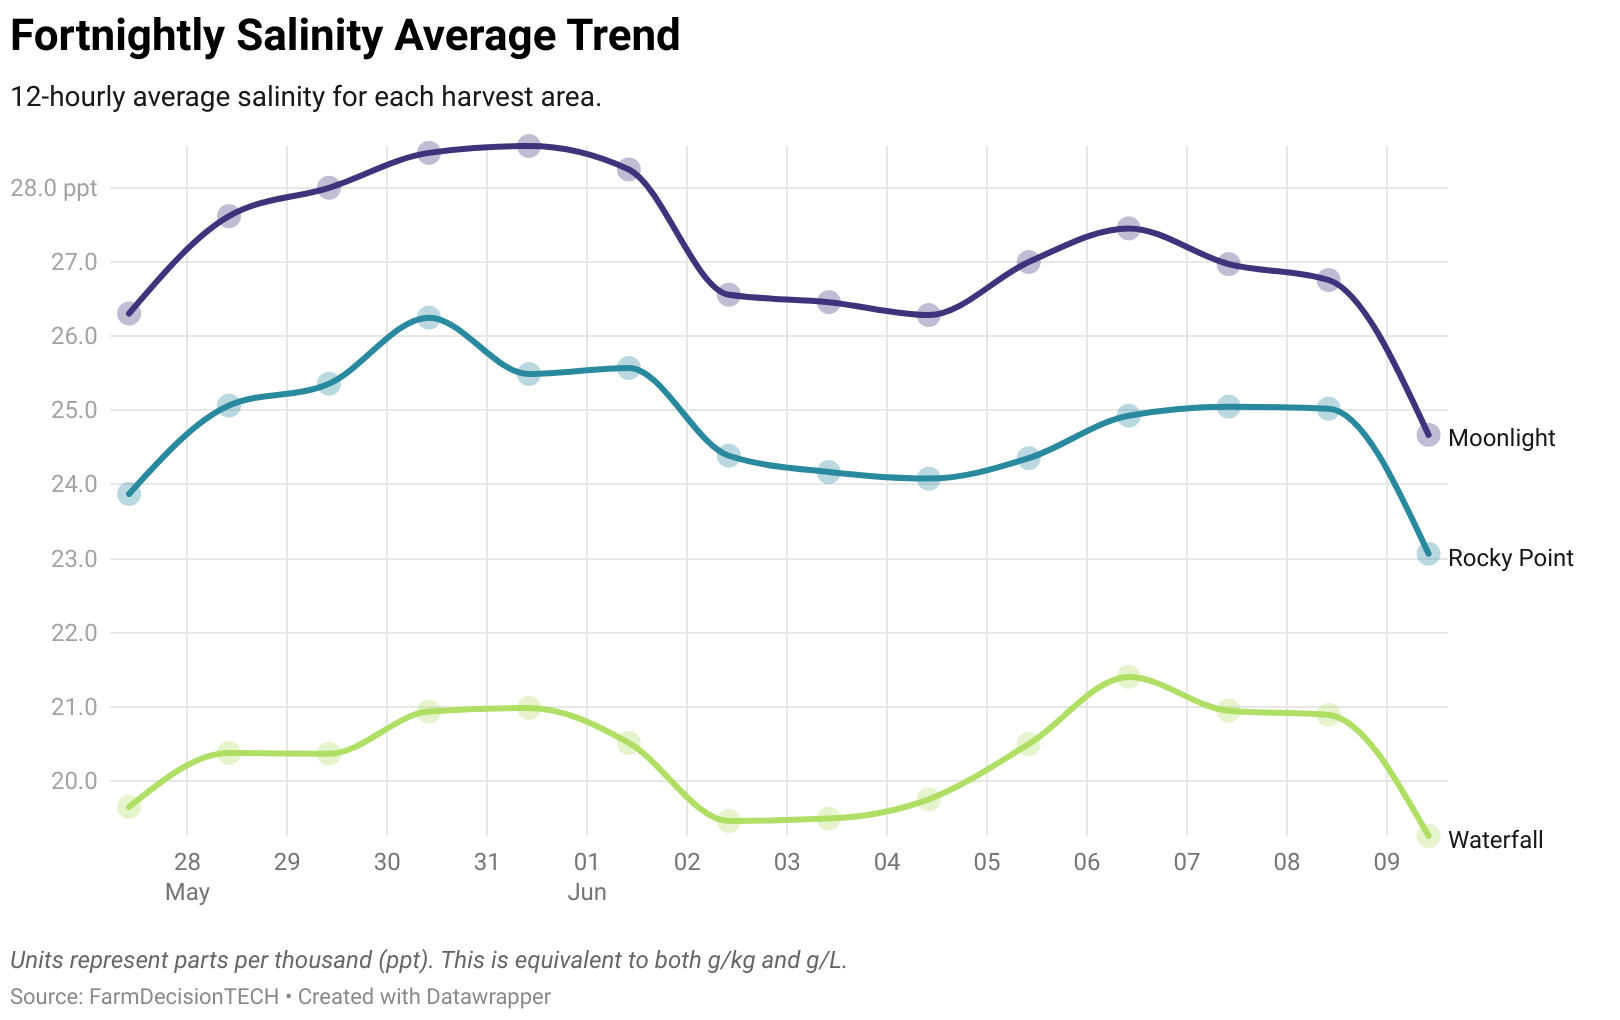 Fortnightly Salinity Average Trend
12-hourly average salinity for each harvest area.
28.0 ppt
27.0
26.0
25.0
24.0
23.0
22.0
21.0
20.0
Moonlight
Rocky Point
Waterfall
28 29 30 31 01 02 03 04 05 06 07 08 09
May Jun
Units represent parts per thousand (ppt). This is equivalent to both g/kg and g/L.
Source: FarmDecisionTECH • Created with Datawrapper